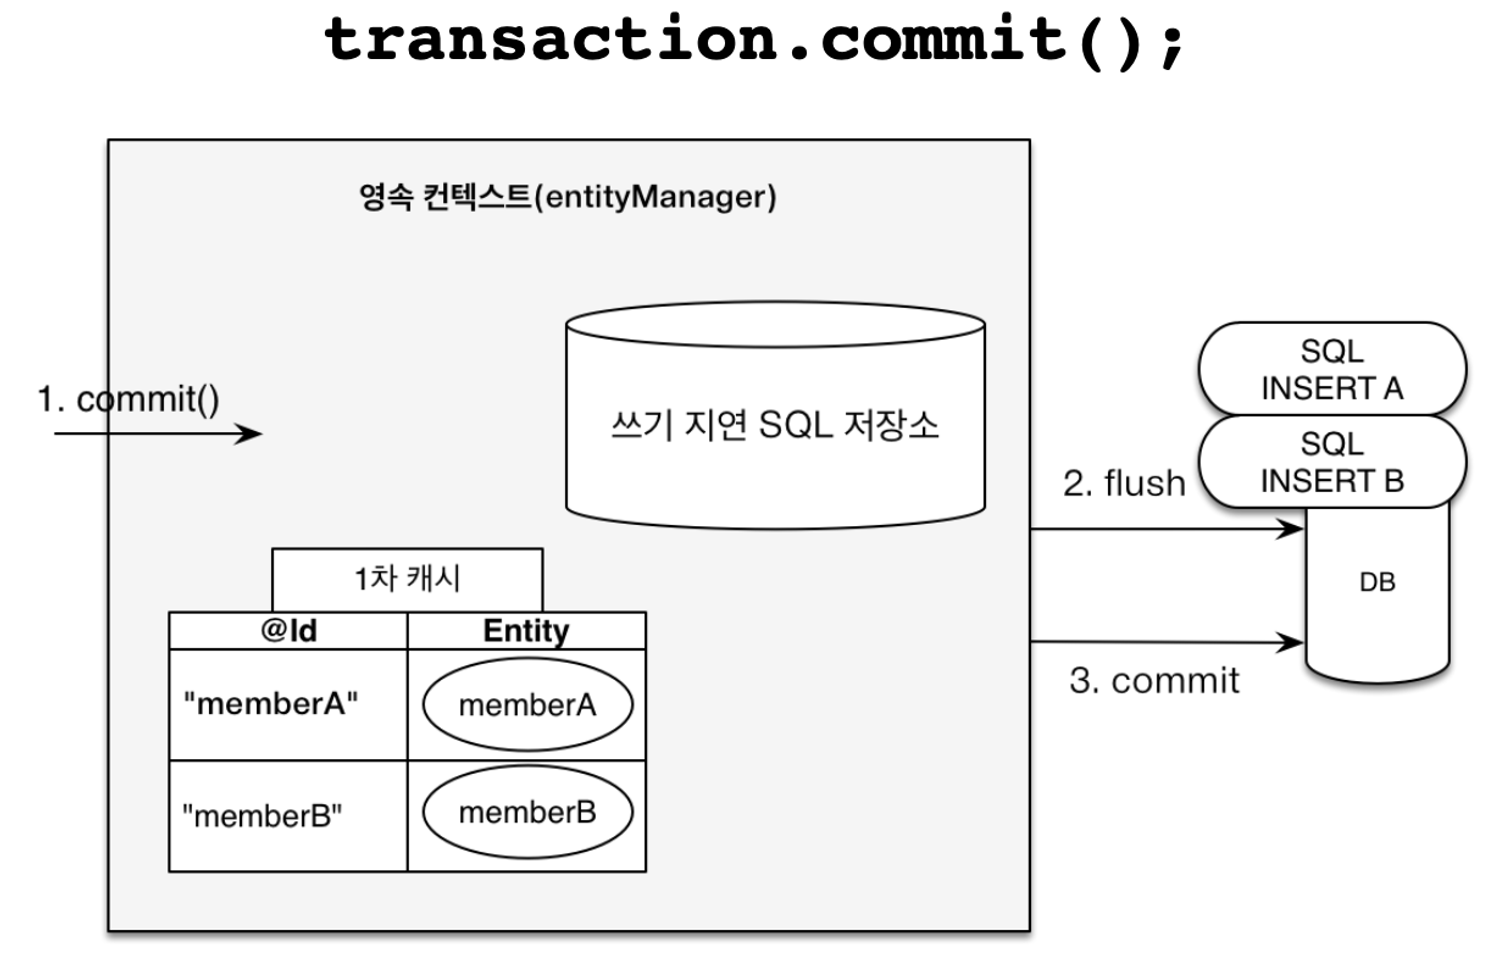 transaction.commit();
영속 컨텍스트(entityManager)
1. commit()
쓰기 지연 SQL 저장소
SQL
INSERT A
SQL
INSERT B
2. flush
DB
3. commit
1차 캐시
@Id Entity
"memberA" memberA
"memberB" memberB